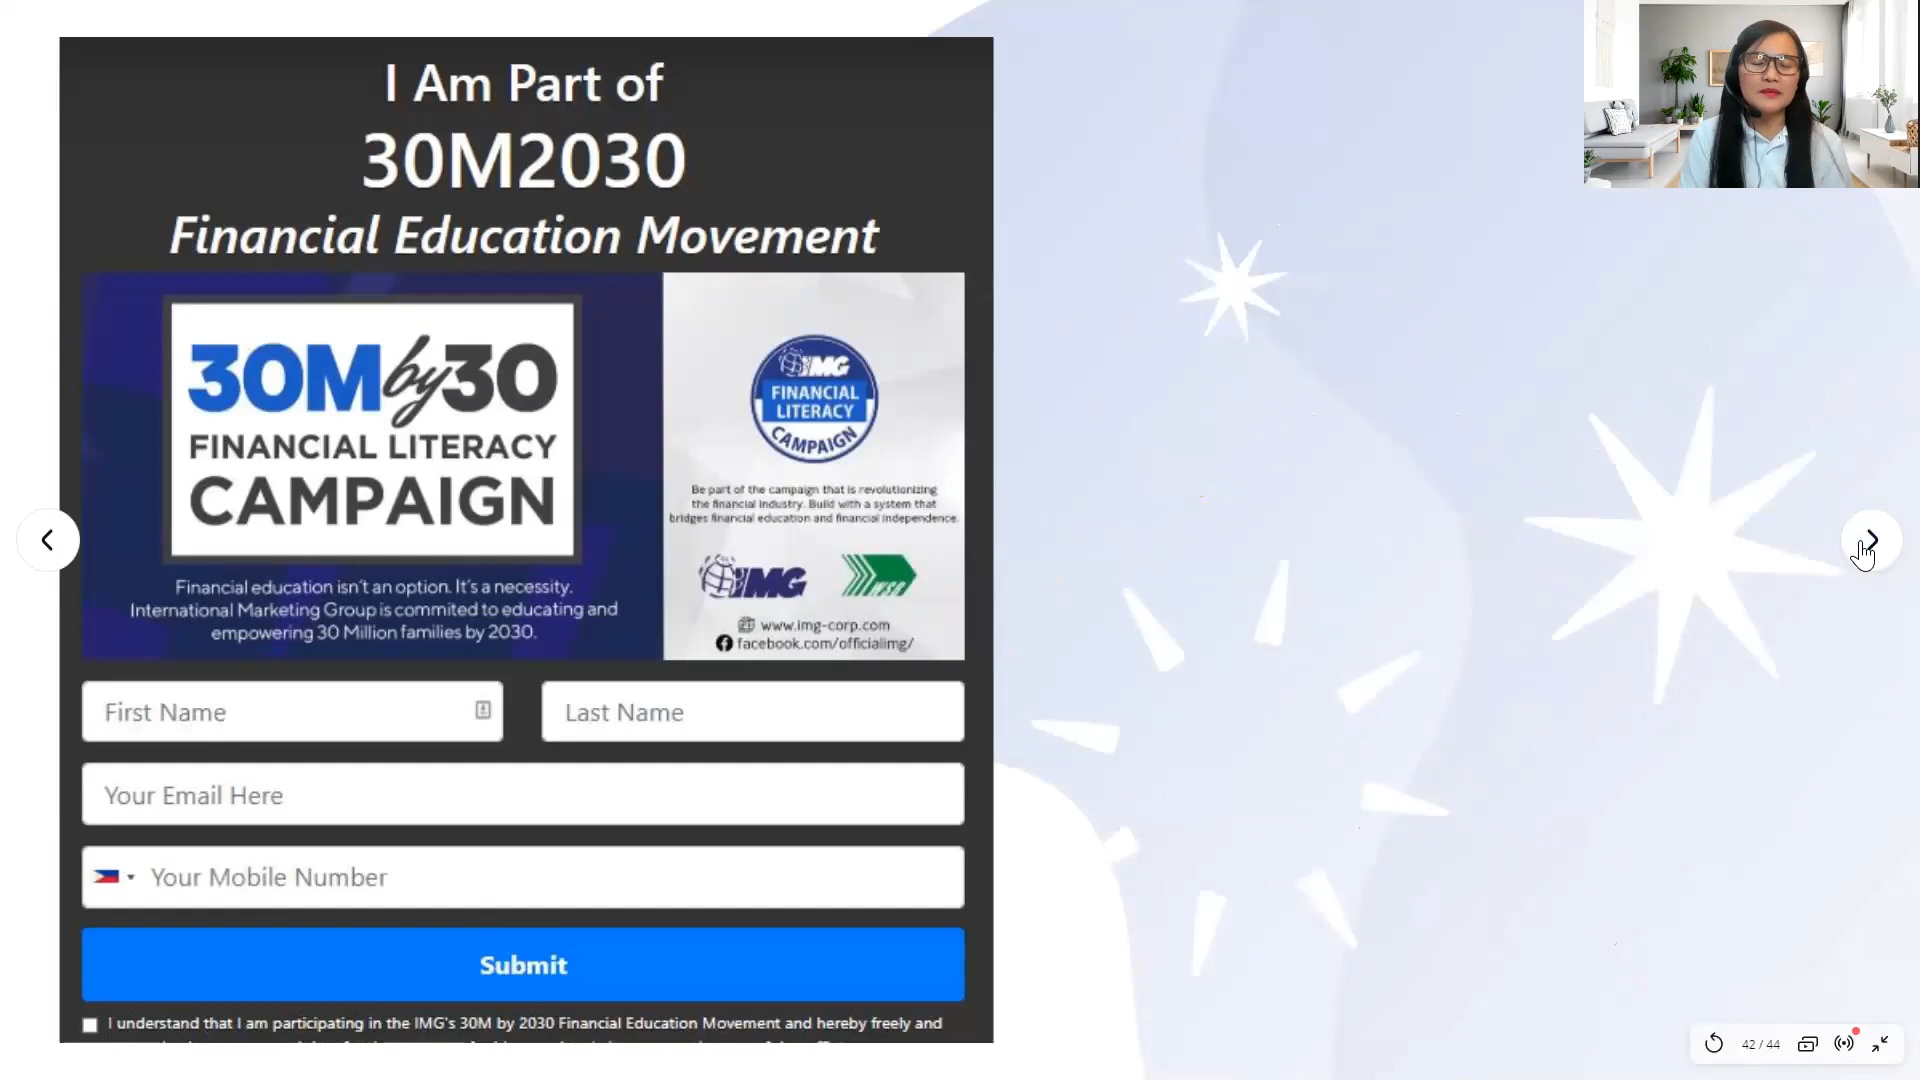 I Am Part of
30M2030
Financial Education Movement
30M by 30
FINANCIAL LITERACY
CAMPAIGN
Financial education isn't an option. It's a necessity.
International Marketing Group is commited to educating and
empowering 30 Million families by 2030.
IMG
FINANCIAL
LITERACY
CAMPAIGN
Be part of the campaign that is revolutionizing
the financial industry. Build with a system that
bridges financial education and financial independence.
IMG
WSB
www.img-corp.com
facebook.com/officialimg/
First Name
Last Name
Your Email Here
Your Mobile Number
Submit
I understand that I am participating in the IMG's 30M by 2030 Financial Education Movement and hereby freely and
42 / 44